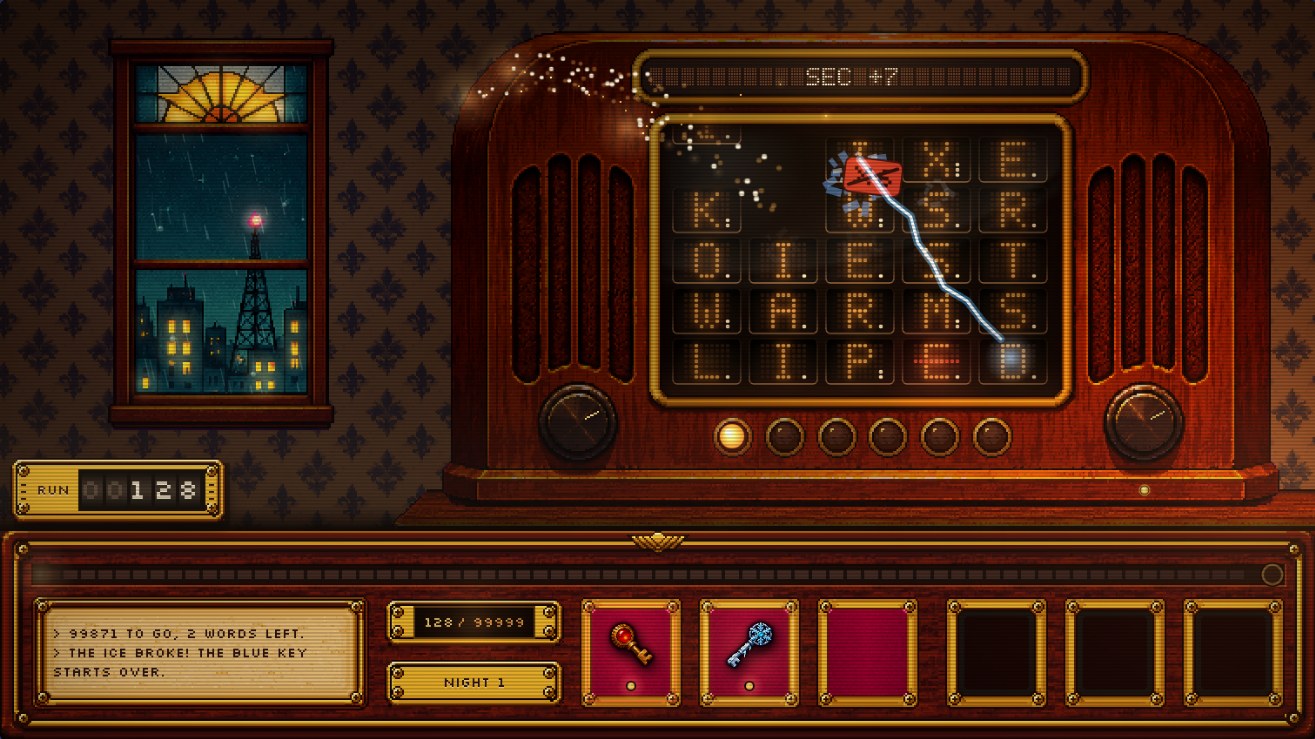 SEC +7
X. E.
K. S. R.
O. I. E. S. T.
W. A. R. M. S.
L. I. P. E.
RUN 00128
> 99871 TO GO, 2 WORDS LEFT.
> THE ICE BROKE! THE BLUE KEY
STARTS OVER.
128 / 99999
NIGHT 1